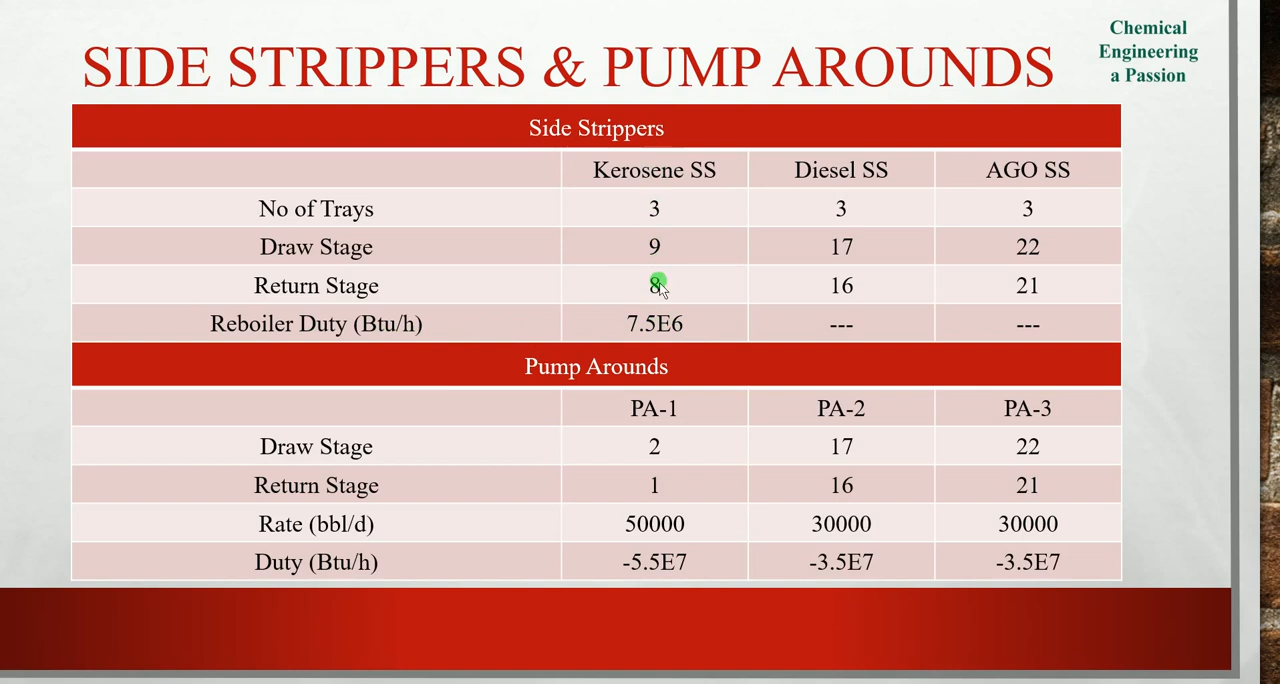 Chemical
Engineering
a Passion
SIDE STRIPPERS & PUMP AROUNDS
Side Strippers
Kerosene SS Diesel SS AGO SS
No of Trays 3 3 3
Draw Stage 9 17 22
Return Stage 8 16 21
Reboiler Duty (Btu/h) 7.5E6 --- ---
Pump Arounds
PA-1 PA-2 PA-3
Draw Stage 2 17 22
Return Stage 1 16 21
Rate (bbl/d) 50000 30000 30000
Duty (Btu/h) -5.5E7 -3.5E7 -3.5E7